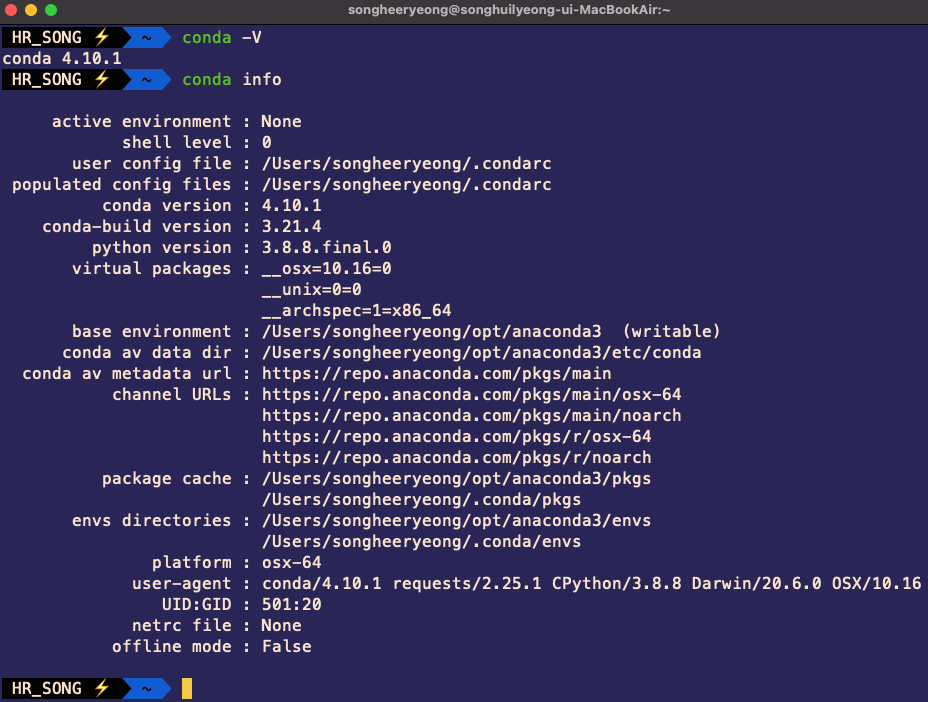 songheeryeong@songhuilyeong-ui-MacBookAir:~
HR_SONG ⚡ ~ conda -V
conda 4.10.1
HR_SONG ⚡ ~ conda info
active environment : None
shell level : 0
user config file : /Users/songheeryeong/.condarc
populated config files : /Users/songheeryeong/.condarc
conda version : 4.10.1
conda-build version : 3.21.4
python version : 3.8.8.final.0
virtual packages : __osx=10.16=0
__unix=0=0
__archspec=1=x86_64
base environment : /Users/songheeryeong/opt/anaconda3  (writable)
conda av data dir : /Users/songheeryeong/opt/anaconda3/etc/conda
conda av metadata url : https://repo.anaconda.com/pkgs/main
channel URLs : https://repo.anaconda.com/pkgs/main/osx-64
https://repo.anaconda.com/pkgs/main/noarch
https://repo.anaconda.com/pkgs/r/osx-64
https://repo.anaconda.com/pkgs/r/noarch
package cache : /Users/songheeryeong/opt/anaconda3/pkgs
/Users/songheeryeong/.conda/pkgs
envs directories : /Users/songheeryeong/opt/anaconda3/envs
/Users/songheeryeong/.conda/envs
platform : osx-64
user-agent : conda/4.10.1 requests/2.25.1 CPython/3.8.8 Darwin/20.6.0 OSX/10.16
UID:GID : 501:20
netrc file : None
offline mode : False
HR_SONG ⚡ ~